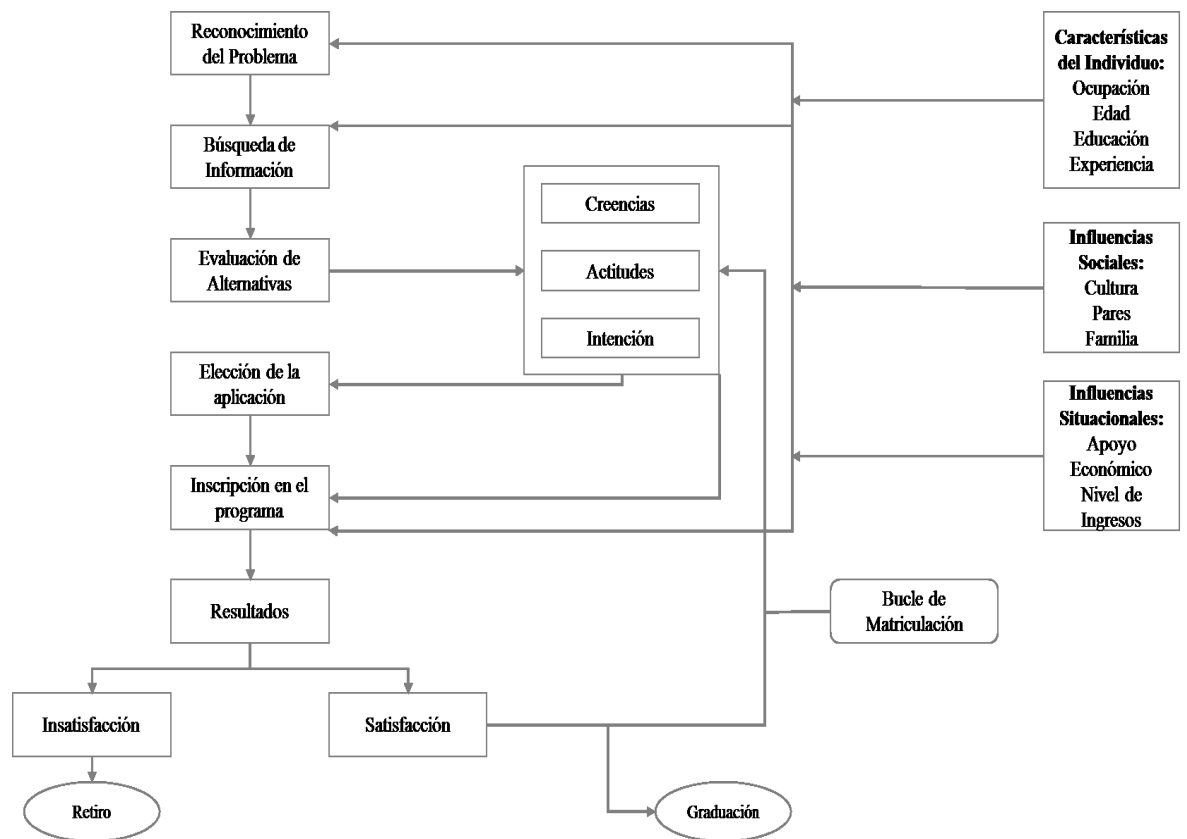 Reconocimiento
del Problema
Búsqueda de
Información
Evaluación de
Alternativas
Elección de la
aplicación
Inscripción en el
programa
Resultados
Insatisfacción
Satisfacción
Retiro
Graduación
Creencias
Actitudes
Intención
Bucle de
Matriculación
Características
del Individuo:
Ocupación
Edad
Educación
Experiencia
Influencias
Sociales:
Cultura
Pares
Familia
Influencias
Situacionales:
Apoyo
Económico
Nivel de
Ingresos